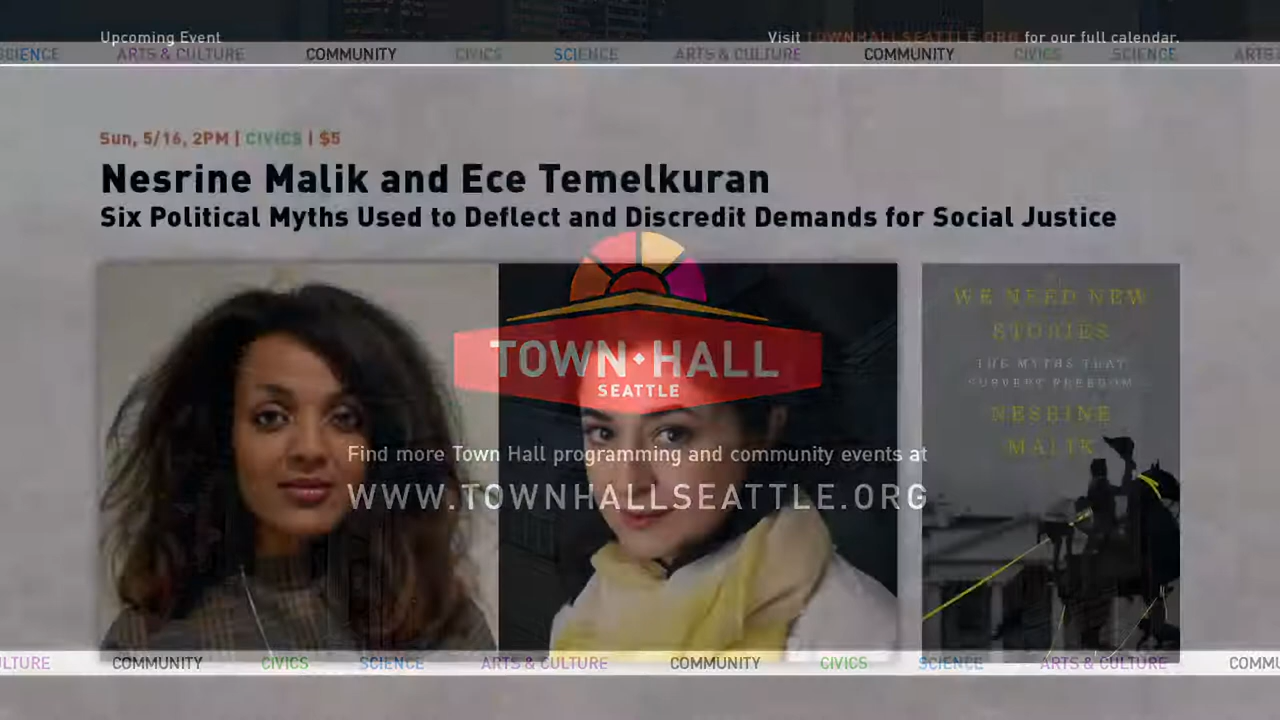 Upcoming Event
Visit TOWNHALLSEATTLE.ORG for our full calendar.
SCIENCE ARTS & CULTURE COMMUNITY CIVICS SCIENCE ARTS & CULTURE COMMUNITY CIVICS SCIENCE ARTS
Sun, 5/16, 2PM | CIVICS | $5
Nesrine Malik and Ece Temelkuran
Six Political Myths Used to Deflect and Discredit Demands for Social Justice
WE NEED NEW
STORIES
THE MYTHS THAT
SUBVERT FREEDOM
NESRINE
MALIK
TOWN·HALL
SEATTLE
Find more Town Hall programming and community events at
WWW.TOWNHALLSEATTLE.ORG
ULTURE COMMUNITY CIVICS SCIENCE ARTS & CULTURE COMMUNITY CIVICS SCIENCE ARTS & CULTURE COMMU